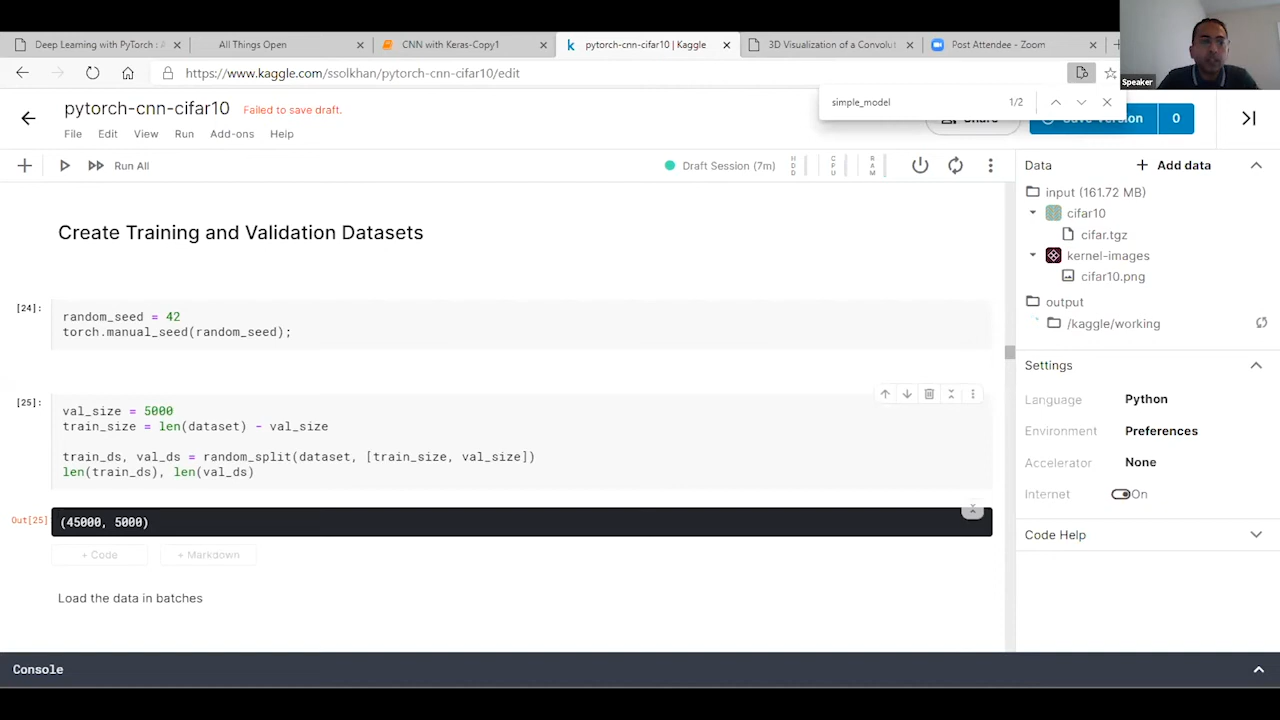 Deep Learning with PyTorch : A
All Things Open
CNN with Keras-Copy1
pytorch-cnn-cifar10 | Kaggle
3D Visualization of a Convolut
Post Attendee - Zoom
https://www.kaggle.com/ssolkhan/pytorch-cnn-cifar10/edit
Speaker
simple_model 1/2
pytorch-cnn-cifar10 Failed to save draft.
Share
Save Version 0
File Edit View Run Add-ons Help
Run All
Draft Session (7m)
HDD
CPU
RAM
Create Training and Validation Datasets
[24]:
random_seed = 42
torch.manual_seed(random_seed);
[25]:
val_size = 5000
train_size = len(dataset) - val_size
train_ds, val_ds = random_split(dataset, [train_size, val_size])
len(train_ds), len(val_ds)
Out[25]
(45000, 5000)
+ Code + Markdown
Load the data in batches
Console
Data + Add data
input (161.72 MB)
cifar10
cifar.tgz
kernel-images
cifar10.png
output
/kaggle/working
Settings
Language Python
Environment Preferences
Accelerator None
Internet On
Code Help